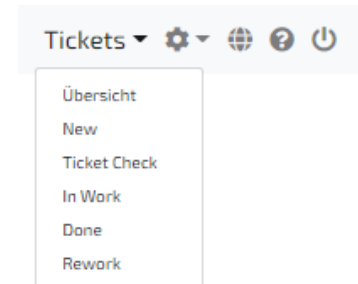 Tickets
Übersicht
New
Ticket Check
In Work
Done
Rework